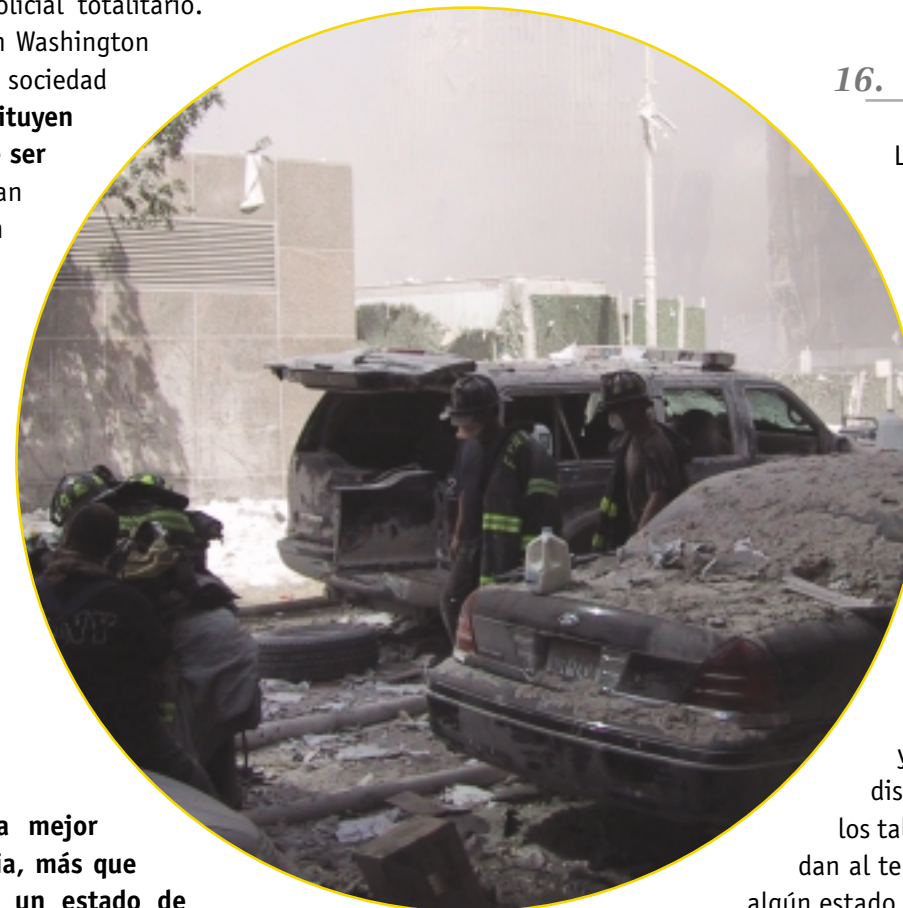 olicial totalitario.
n Washington
sociedad
ituyen
ser
an
a mejor
ia, más que
un estado de
16.
L
y
dis
los tal
dan al te
algún estado